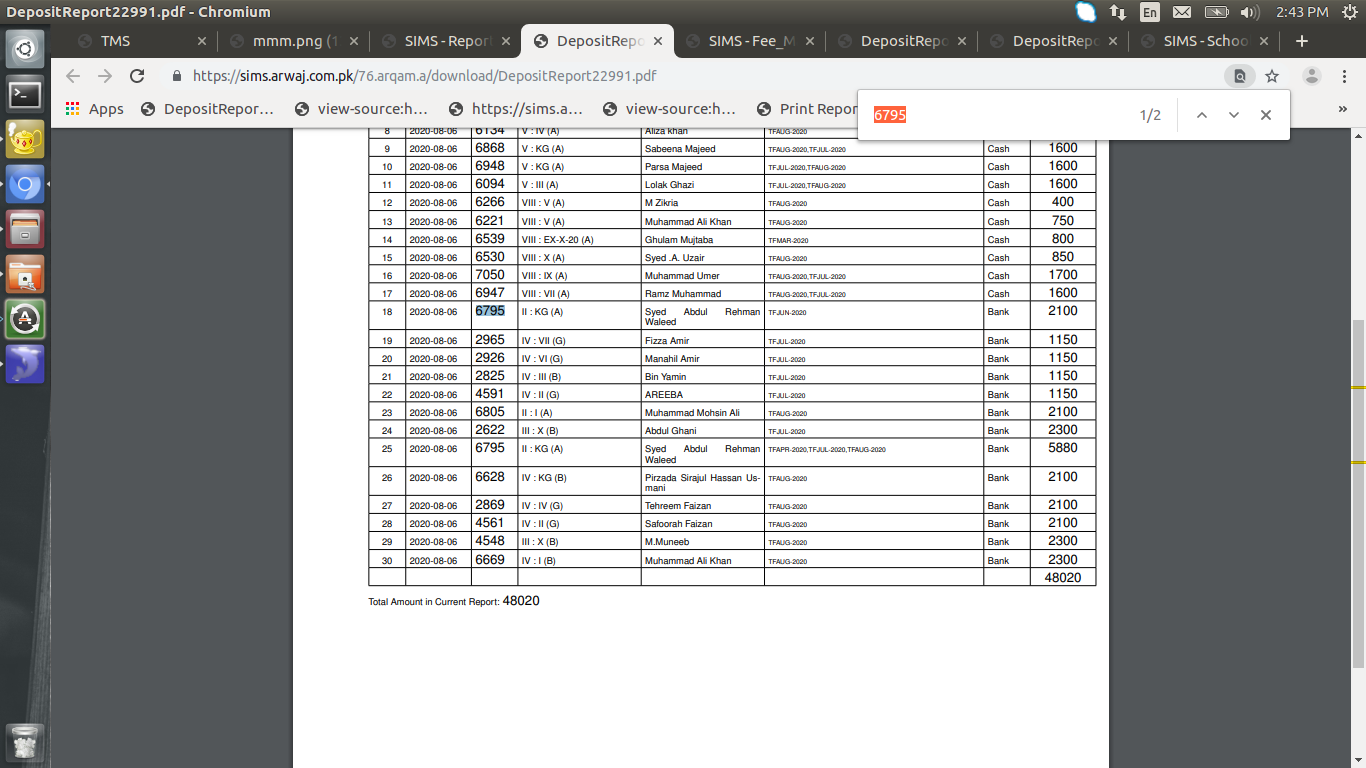 DepositReport22991.pdf - Chromium En 2:43 PM
TMS mmm.png (1 SIMS - Repor DepositRepo SIMS - Fee_M DepositRepo DepositRepo SIMS - Schoo
https://sims.arwaj.com.pk/76.arqam.a/download/DepositReport22991.pdf
Apps DepositRepor... view-source:h... https://sims.a... view-source:h... Print Repor
6795 1/2
8 2020-08-06 6134 V : IV (A) Aliza khan TFAUG-2020
9 2020-08-06 6868 V : KG (A) Sabeena Majeed TFAUG-2020,TFJUL-2020 Cash 1600
10 2020-08-06 6948 V : KG (A) Parsa Majeed TFJUL-2020,TFAUG-2020 Cash 1600
11 2020-08-06 6094 V : III (A) Lolak Ghazi TFJUL-2020,TFAUG-2020 Cash 1600
12 2020-08-06 6266 VIII : V (A) M Zikria TFAUG-2020 Cash 400
13 2020-08-06 6221 VIII : V (A) Muhammad Ali Khan TFAUG-2020 Cash 750
14 2020-08-06 6539 VIII : EX-X-20 (A) Ghulam Mujtaba TFMAR-2020 Cash 800
15 2020-08-06 6530 VIII : X (A) Syed .A. Uzair TFAUG-2020 Cash 850
16 2020-08-06 7050 VIII : IX (A) Muhammad Umer TFAUG-2020,TFJUL-2020 Cash 1700
17 2020-08-06 6947 VIII : VII (A) Ramz Muhammad TFAUG-2020,TFJUL-2020 Cash 1600
18 2020-08-06 6795 II : KG (A) Syed Abdul Rehman TFJUN-2020 Bank 2100
Waleed
19 2020-08-06 2965 IV : VII (G) Fizza Amir TFJUL-2020 Bank 1150
20 2020-08-06 2926 IV : VI (G) Manahil Amir TFJUL-2020 Bank 1150
21 2020-08-06 2825 IV : III (B) Bin Yamin TFJUL-2020 Bank 1150
22 2020-08-06 4591 IV : II (G) AREEBA TFJUL-2020 Bank 1150
23 2020-08-06 6805 II : I (A) Muhammad Mohsin Ali TFAUG-2020 Bank 2100
24 2020-08-06 2622 III : X (B) Abdul Ghani TFJUL-2020 Bank 2300
25 2020-08-06 6795 II : KG (A) Syed Abdul Rehman TFAPR-2020,TFJUL-2020,TFAUG-2020 Bank 5880
Waleed
26 2020-08-06 6628 IV : KG (B) Pirzada Sirajul Hassan Us- TFAUG-2020 Bank 2100
mani
27 2020-08-06 2869 IV : IV (G) Tehreem Faizan TFAUG-2020 Bank 2100
28 2020-08-06 4561 IV : II (G) Safoorah Faizan TFAUG-2020 Bank 2100
29 2020-08-06 4548 III : X (B) M.Muneeb TFAUG-2020 Bank 2300
30 2020-08-06 6669 IV : I (B) Muhammad Ali Khan TFAUG-2020 Bank 2300
48020
Total Amount in Current Report: 48020